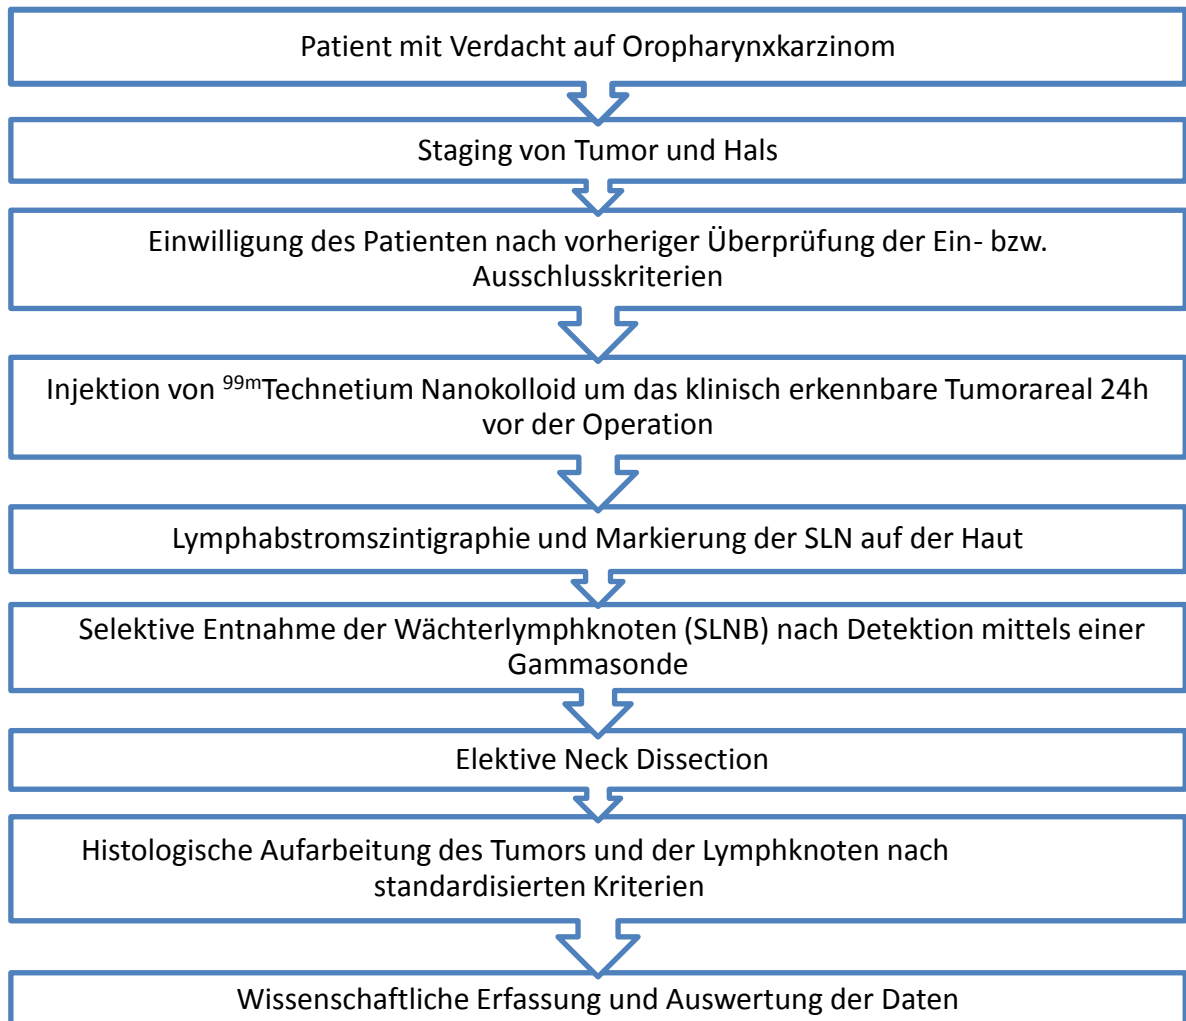 Patient mit Verdacht auf Oropharynxkarzinom
Staging von Tumor und Hals
Einwilligung des Patienten nach vorheriger Überprüfung der Ein- bzw.
Ausschlusskriterien
Injektion von ⁹⁹ᵐTechnetium Nanokolloid um das klinisch erkennbare Tumorareal 24h
vor der Operation
Lymphabstromszintigraphie und Markierung der SLN auf der Haut
Selektive Entnahme der Wächterlymphknoten (SLNB) nach Detektion mittels einer
Gammasonde
Elektive Neck Dissection
Histologische Aufarbeitung des Tumors und der Lymphknoten nach
standardisierten Kriterien
Wissenschaftliche Erfassung und Auswertung der Daten